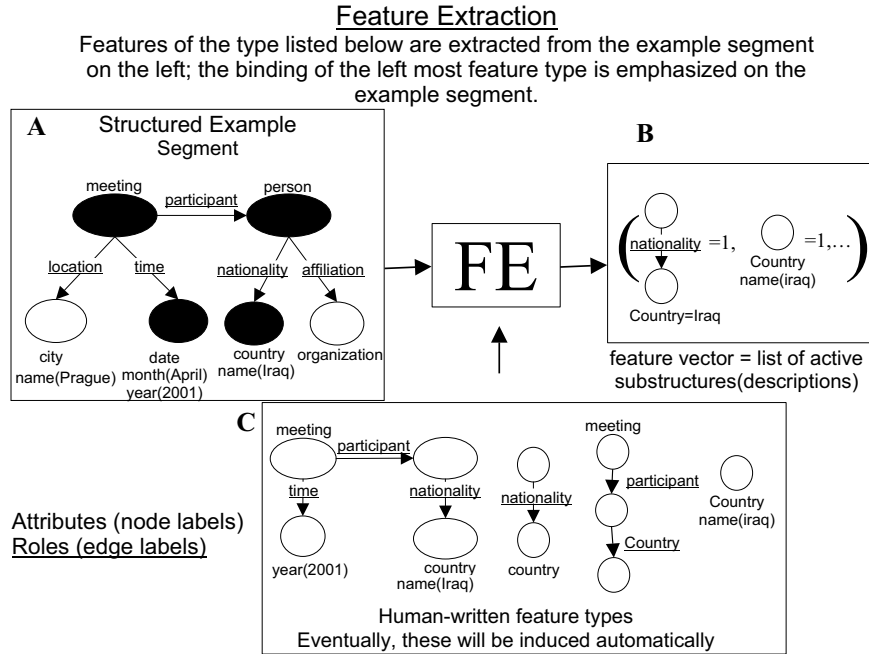 Feature Extraction
Features of the type listed below are extracted from the example segment
on the left; the binding of the left most feature type is emphasized on the
example segment.
A
Structured Example
Segment
meeting
participant
person
location
time
nationality
affiliation
city
name(Prague)
date
month(April)
year(2001)
country
name(Iraq)
organization
FE
B
(
nationality
=1,
Country=Iraq
=1,...
Country
name(iraq)
)
feature vector = list of active
substructures(descriptions)
C
meeting
participant
time
nationality
year(2001)
country
name(Iraq)
nationality
country
meeting
participant
Country
Country
name(iraq)
Human-written feature types
Eventually, these will be induced automatically
Attributes (node labels)
Roles (edge labels)